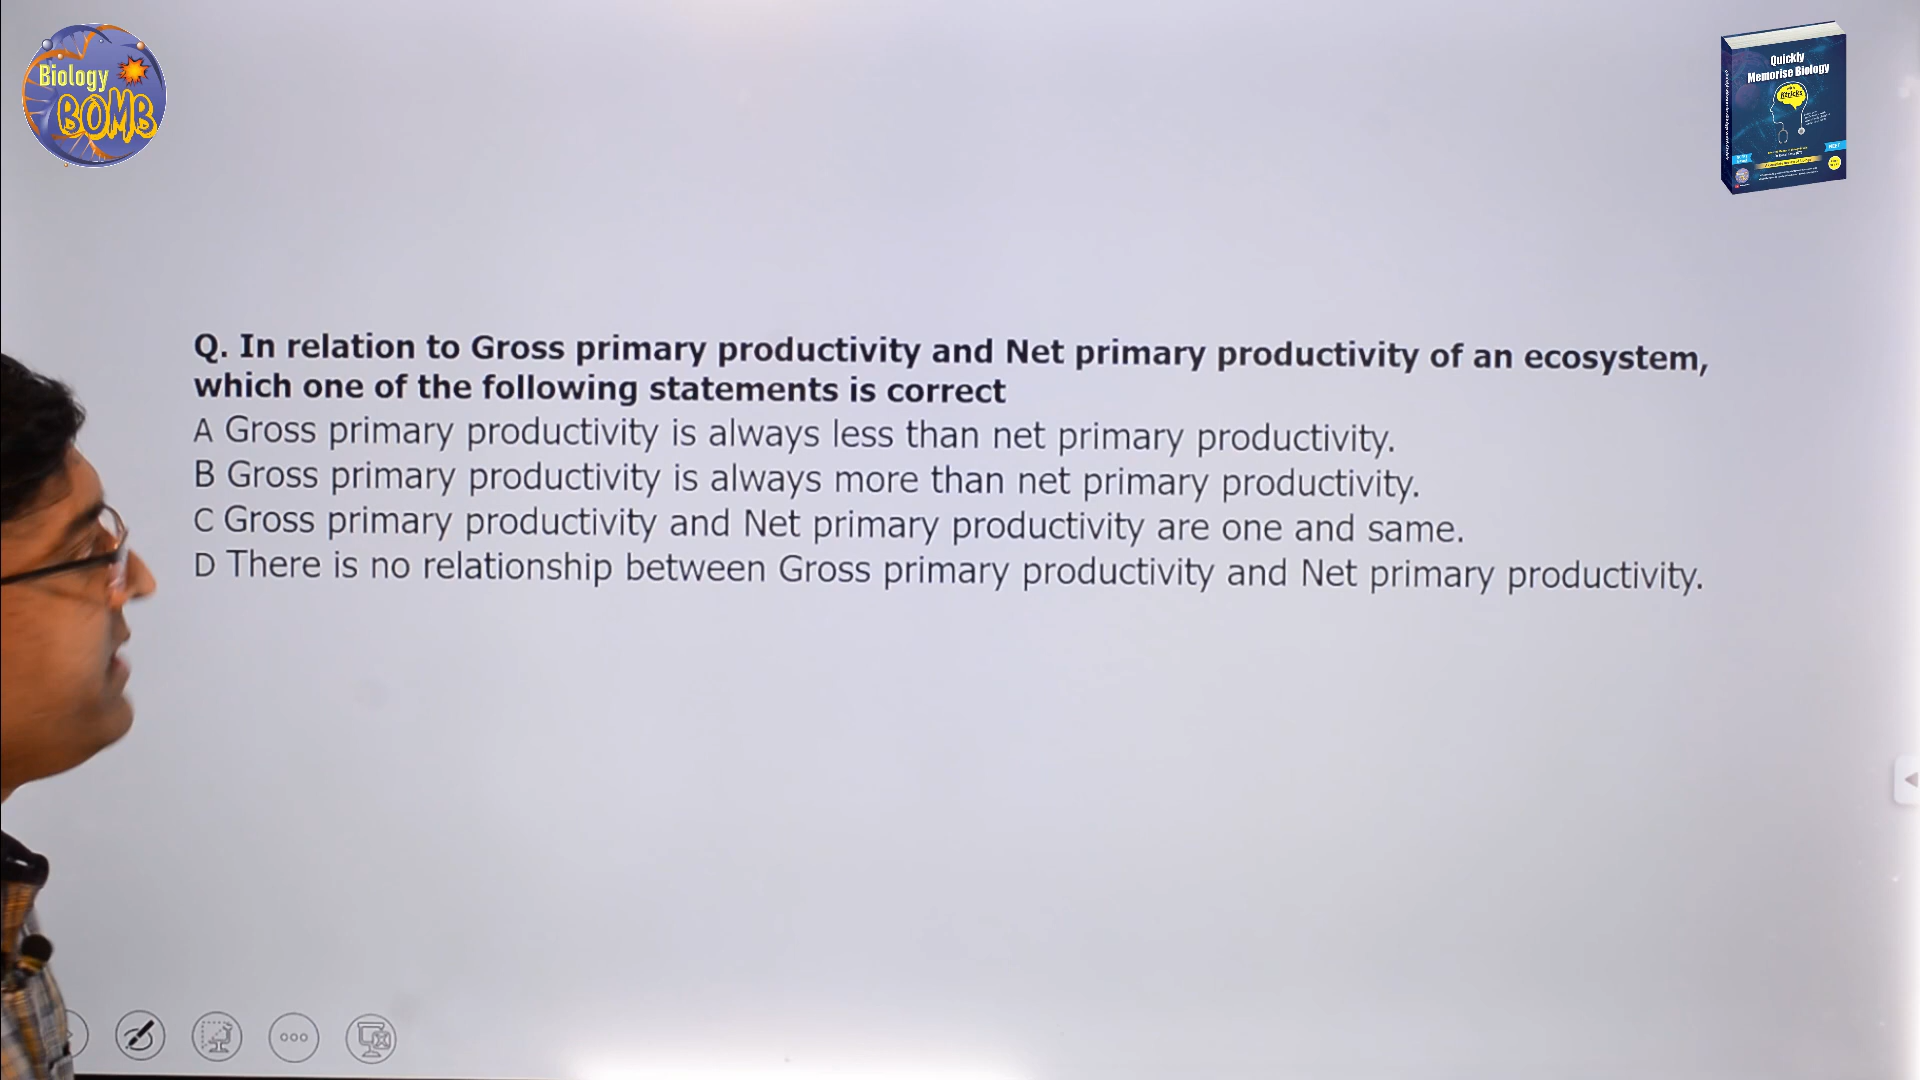 Biology
BOMB
Quickly
Memorise Biology
Q. In relation to Gross primary productivity and Net primary productivity of an ecosystem,
which one of the following statements is correct
A Gross primary productivity is always less than net primary productivity.
B Gross primary productivity is always more than net primary productivity.
C Gross primary productivity and Net primary productivity are one and same.
D There is no relationship between Gross primary productivity and Net primary productivity.